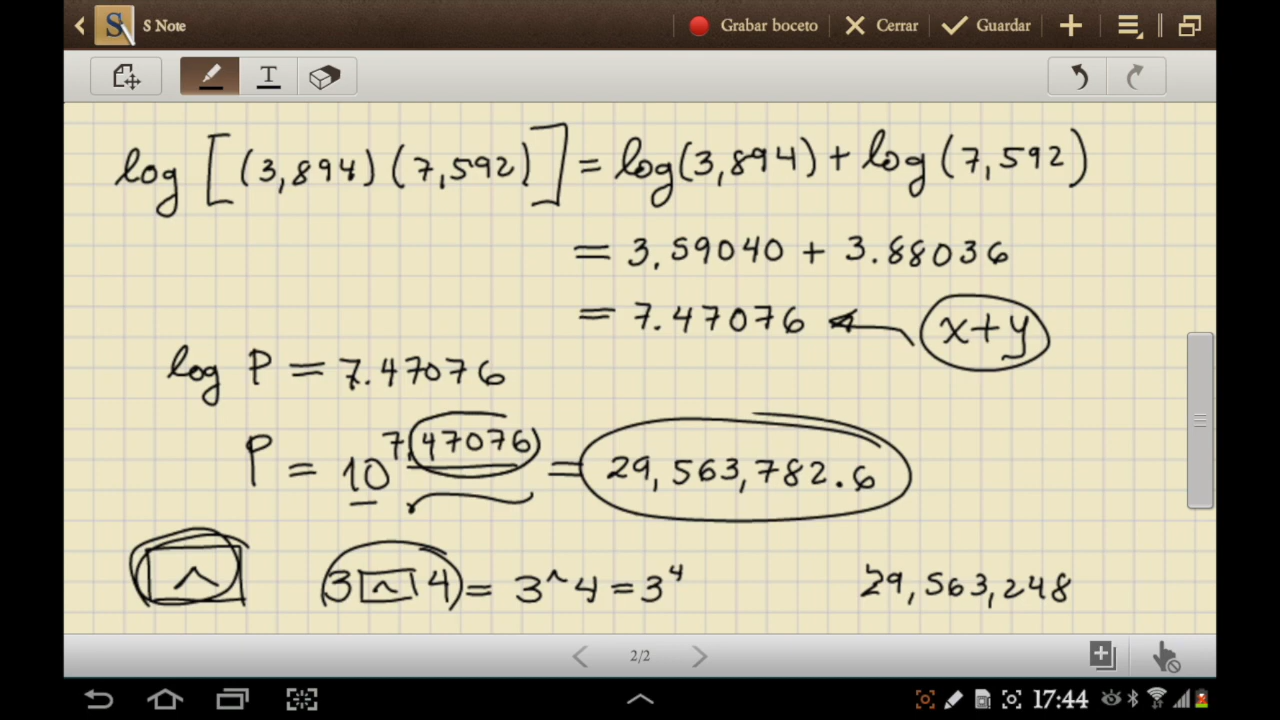 S Note Grabar boceto Cerrar Guardar
T
log [(3,894)(7,592)] = log(3,894) + log(7,592)
= 3.59040 + 3.88036
= 7.47076 x+y
log P = 7.47076
P = 10^7.47076 = 29,563,782.6
^ 3 ^ 4 = 3^4 = 3⁴ 29,563,248
2/2
17:44